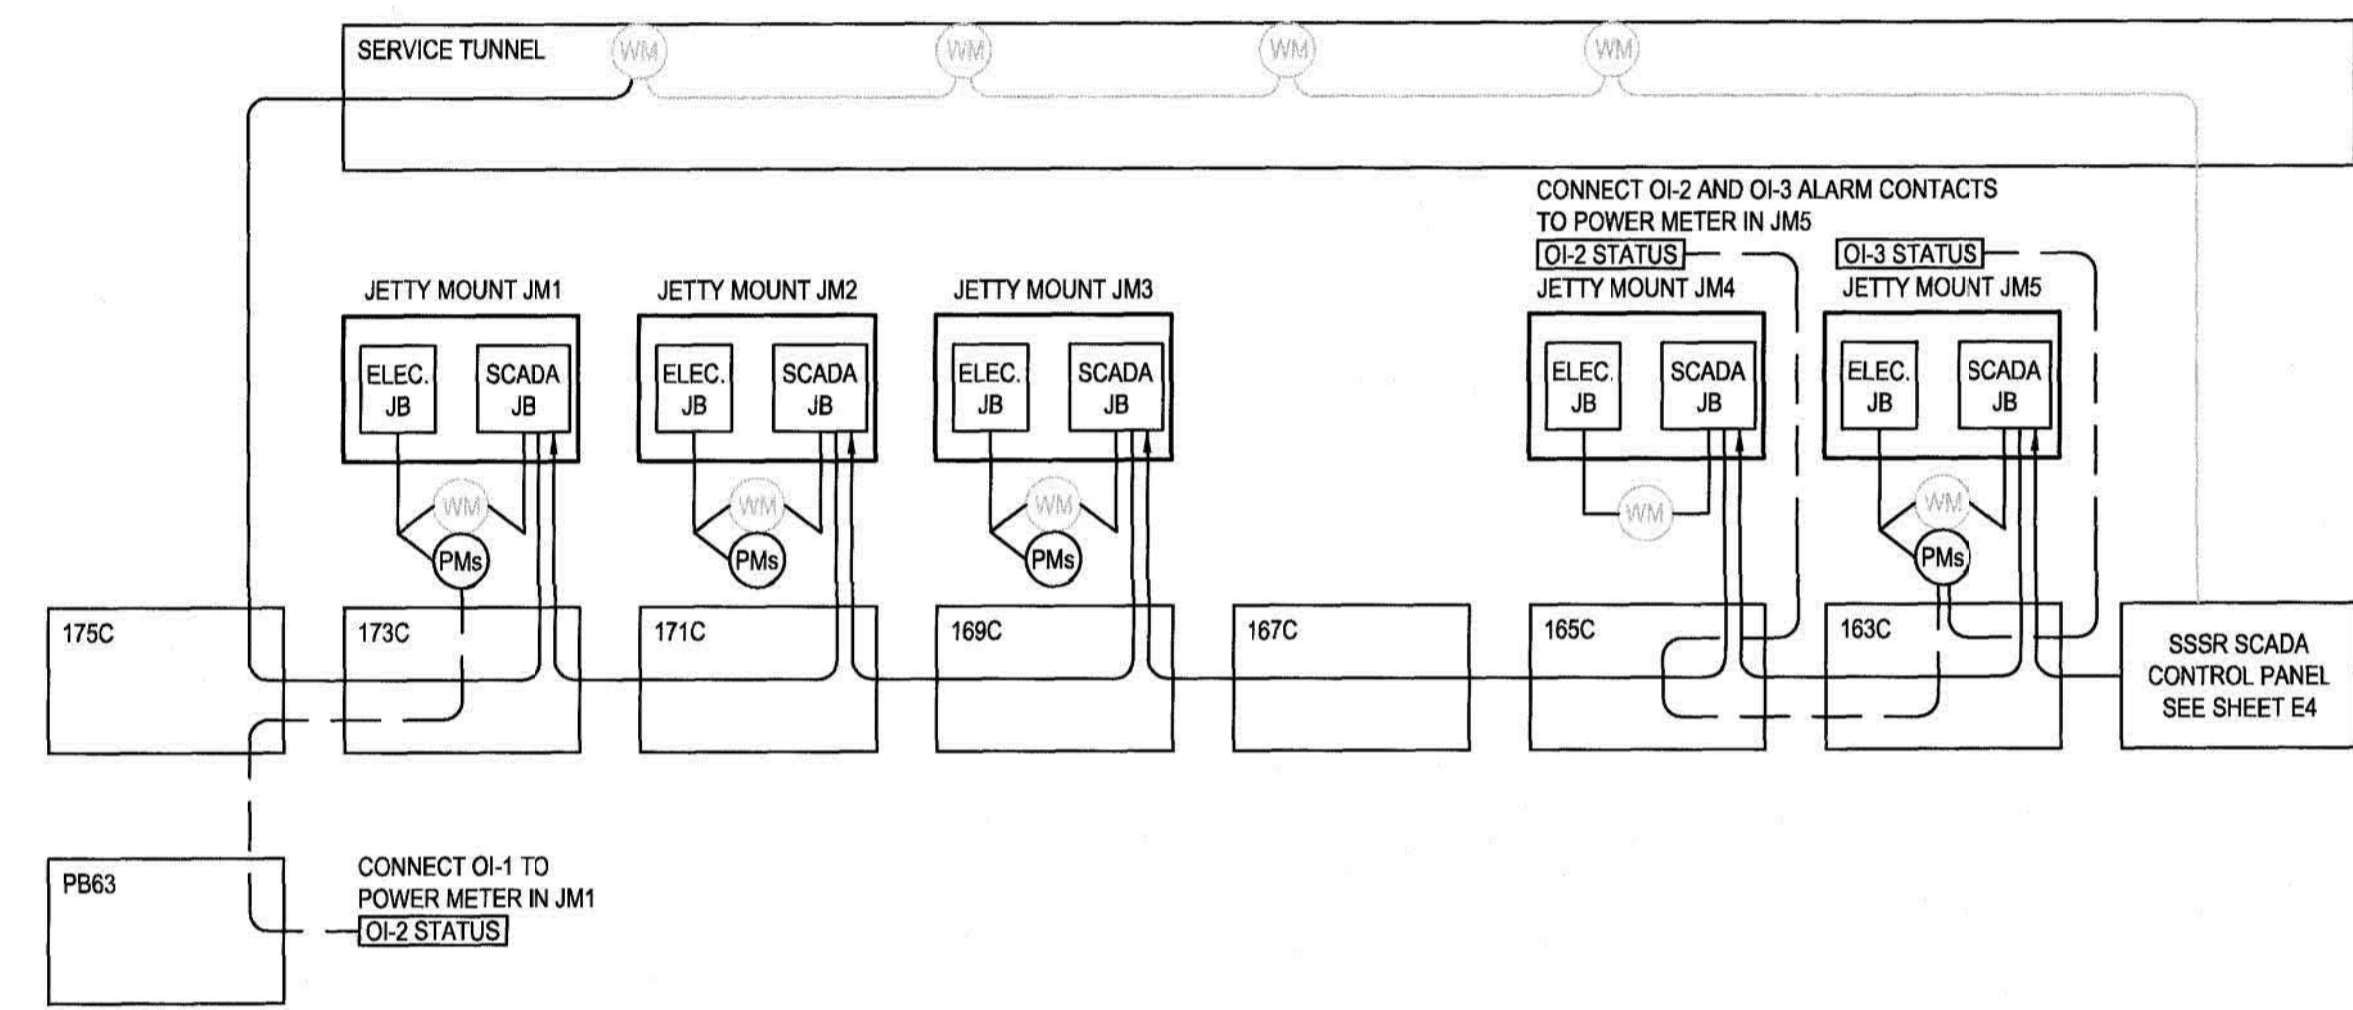 SERVICE TUNNEL
WM
WM
WM
WM
CONNECT OI-2 AND OI-3 ALARM CONTACTS
TO POWER METER IN JM5
OI-2 STATUS
OI-3 STATUS
JETTY MOUNT JM1
JETTY MOUNT JM2
JETTY MOUNT JM3
JETTY MOUNT JM4
JETTY MOUNT JM5
ELEC.
JB
SCADA
JB
ELEC.
JB
SCADA
JB
ELEC.
JB
SCADA
JB
ELEC.
JB
SCADA
JB
ELEC.
JB
SCADA
JB
WM
PMs
WM
PMs
WM
PMs
WM
WM
PMs
175C
173C
171C
169C
167C
165C
163C
SSSR SCADA
CONTROL PANEL
SEE SHEET E4
PB63
CONNECT OI-1 TO
POWER METER IN JM1
OI-2 STATUS